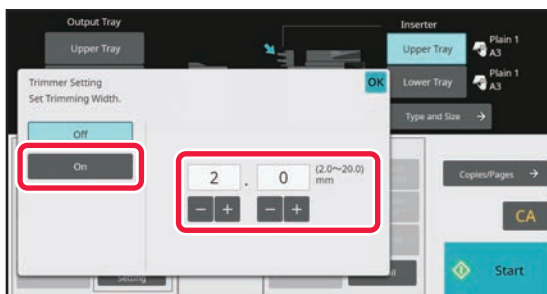 Output Tray
Upper Tray
Inserter
Upper Tray
Plain 1
A3
Lower Tray
Plain 1
A3
Type and Size
Trimmer Setting
Set Trimming Width.
OK
Off
On
2 . 0 (2.0～20.0)
mm
− + − +
Copies/Pages
CA
Start
Setting